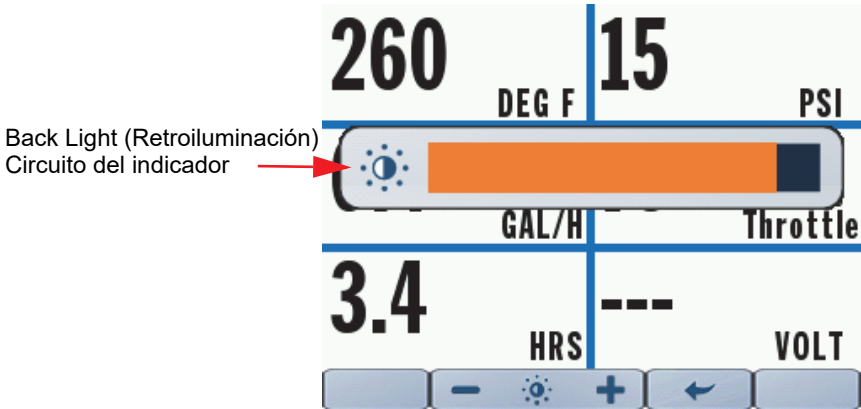 260
DEG F
15
PSI
Back Light (Retroiluminación)
Circuito del indicador
GAL/H
Throttle
3.4
HRS
---
VOLT